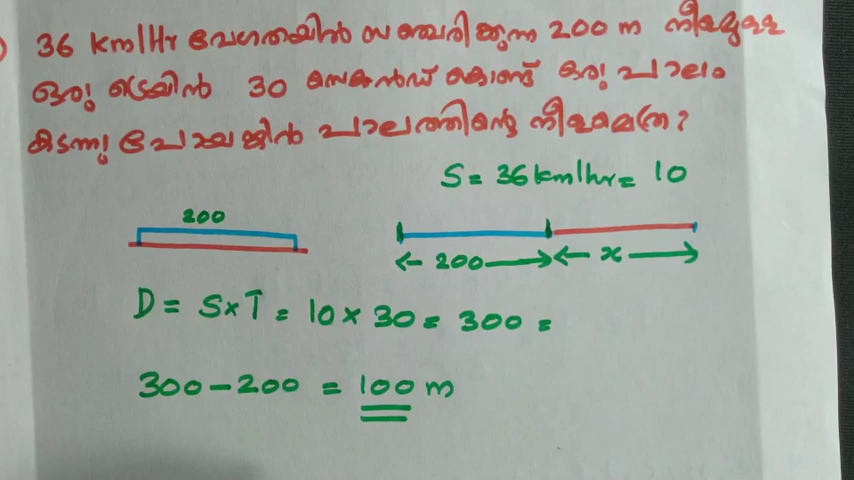 36 km/Hr വേഗതയിൽ സഞ്ചരിക്കുന്ന 200 m നീളമുള്ള
ഒരു ട്രെയിൻ 30 സെക്കൻഡ് കൊണ്ട് ഒരു പാലം
കടന്നു പോയെങ്കിൽ പാലത്തിന്റെ നീളമെത്ര?
S = 36 km/hr = 10
200
← 200 → ← x →
D = S×T = 10 × 30 = 300 =
300 - 200 = 100 m